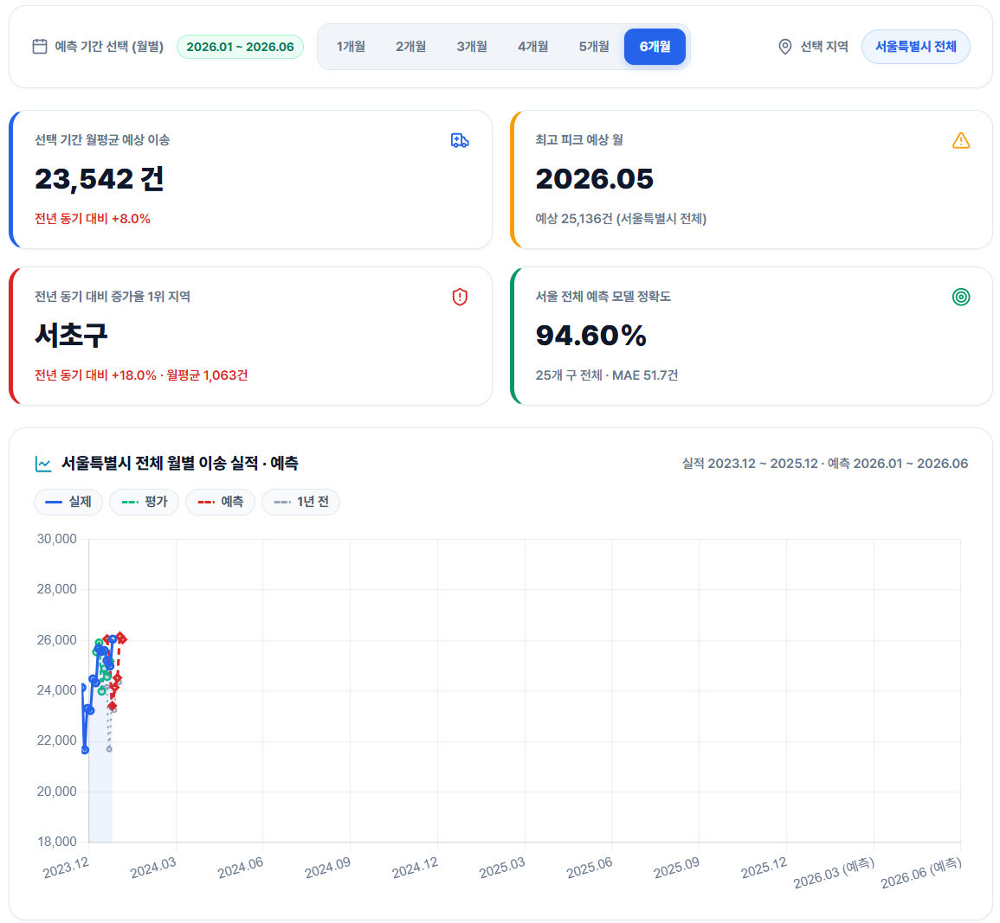 예측 기간 선택 (월별)
2026.01 ~ 2026.06
1개월 2개월 3개월 4개월 5개월 6개월
선택 지역
서울특별시 전체
선택 기간 월평균 예상 이송
23,542 건
전년 동기 대비 +8.0%
최고 피크 예상 월
2026.05
예상 25,136건 (서울특별시 전체)
전년 동기 대비 증가율 1위 지역
서초구
전년 동기 대비 +18.0% · 월평균 1,063건
서울 전체 예측 모델 정확도
94.60%
25개 구 전체 · MAE 51.7건
서울특별시 전체 월별 이송 실적 · 예측
실적 2023.12 ~ 2025.12 · 예측 2026.01 ~ 2026.06
실제 평가 예측 1년 전
30,000
28,000
26,000
24,000
22,000
20,000
18,000
2023.12 2024.03 2024.06 2024.09 2024.12 2025.03 2025.06 2025.09 2025.12 2026.03 (예측) 2026.06 (예측)